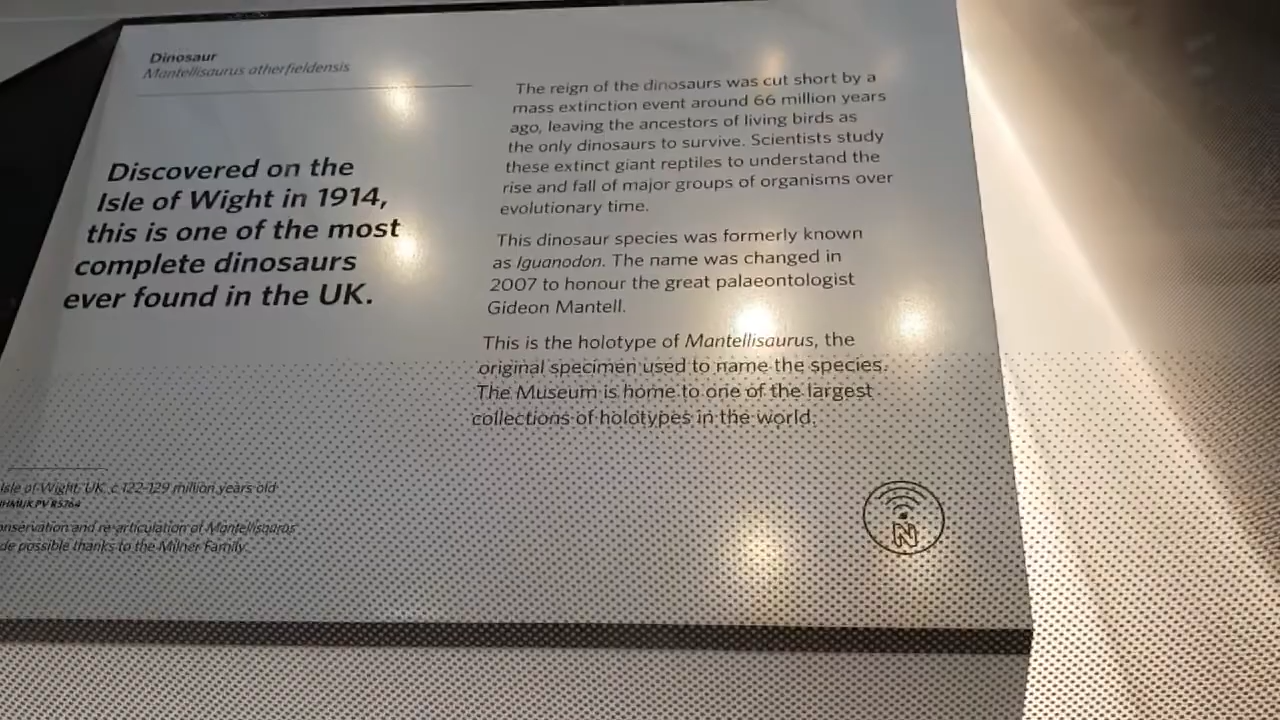 Dinosaur
Mantellisaurus atherfieldensis
Discovered on the
Isle of Wight in 1914,
this is one of the most
complete dinosaurs
ever found in the UK.
The reign of the dinosaurs was cut short by a
mass extinction event around 66 million years
ago, leaving the ancestors of living birds as
the only dinosaurs to survive. Scientists study
these extinct giant reptiles to understand the
rise and fall of major groups of organisms over
evolutionary time.
This dinosaur species was formerly known
as Iguanodon. The name was changed in
2007 to honour the great palaeontologist
Gideon Mantell.
This is the holotype of Mantellisaurus, the
original specimen used to name the species.
The Museum is home to one of the largest
collections of holotypes in the world.
Isle of Wight, UK, c.122-129 million years old
PV R5764
and re-articulation of Mantellisaurus
possible thanks to the Milner Family.
N